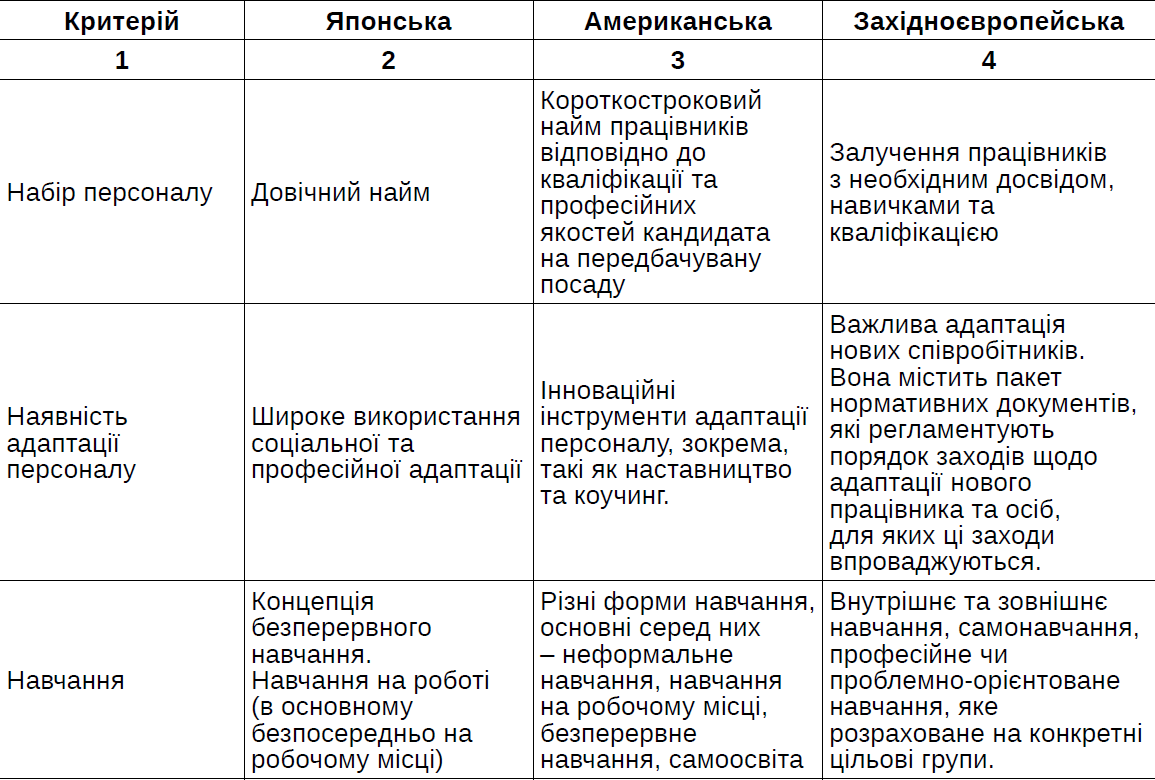 Критерій
Японська
Американська
Західноєвропейська
1
2
3
4
Набір персоналу
Довічний найм
Короткостроковий
найм працівників
відповідно до
кваліфікації та
професійних
якостей кандидата
на передбачувану
посаду
Залучення працівників
з необхідним досвідом,
навичками та
кваліфікацією
Наявність
адаптації
персоналу
Широке використання
соціальної та
професійної адаптації
Інноваційні
інструменти адаптації
персоналу, зокрема,
такі як наставництво
та коучинг.
Важлива адаптація
нових співробітників.
Вона містить пакет
нормативних документів,
які регламентують
порядок заходів щодо
адаптації нового
працівника та осіб,
для яких ці заходи
впроваджуються.
Навчання
Концепція
безперервного
навчання.
Навчання на роботі
(в основному
безпосередньо на
робочому місці)
Різні форми навчання,
основні серед них
– неформальне
навчання, навчання
на робочому місці,
безперервне
навчання, самоосвіта
Внутрішнє та зовнішнє
навчання, самонавчання,
професійне чи
проблемно-орієнтоване
навчання, яке
розраховане на конкретні
цільові групи.